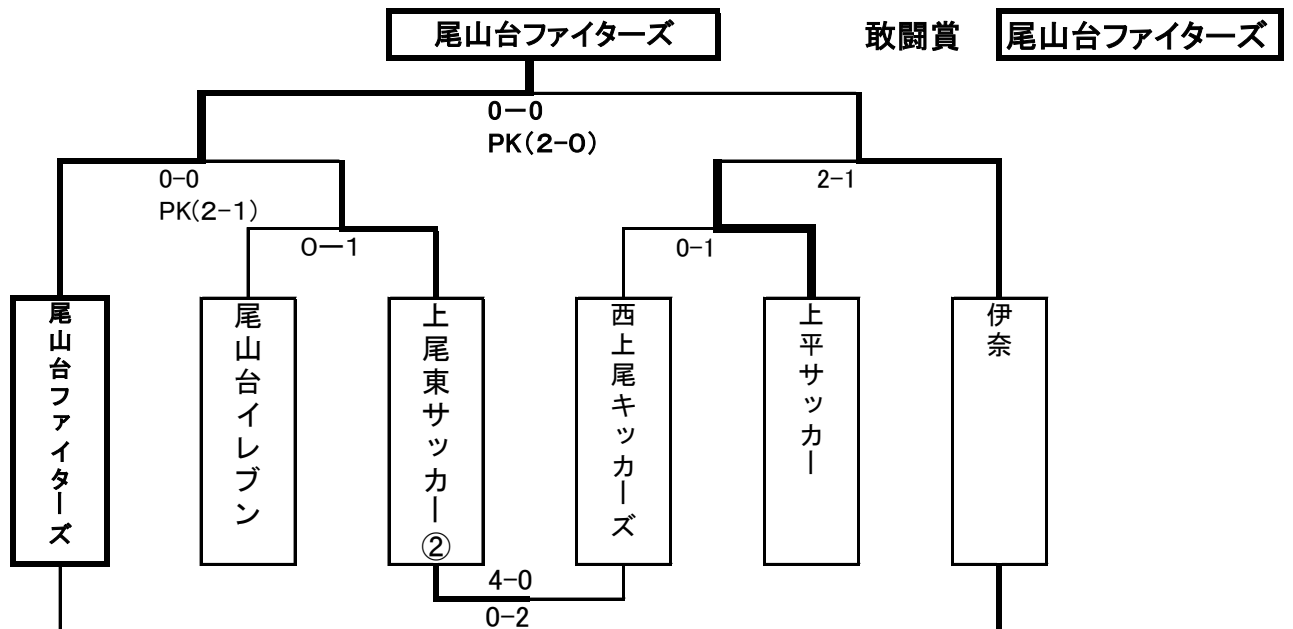 尾山台ファイターズ
敢闘賞
尾山台ファイターズ
0ー0
PK(2-0)
0-0
PK(2-1)
2-1
0ー1
0-1
尾山台ファイターズ
尾山台イレブン
上尾東サッカー②
西上尾キッカーズ
上平サッカー
伊奈
4-0
0-2